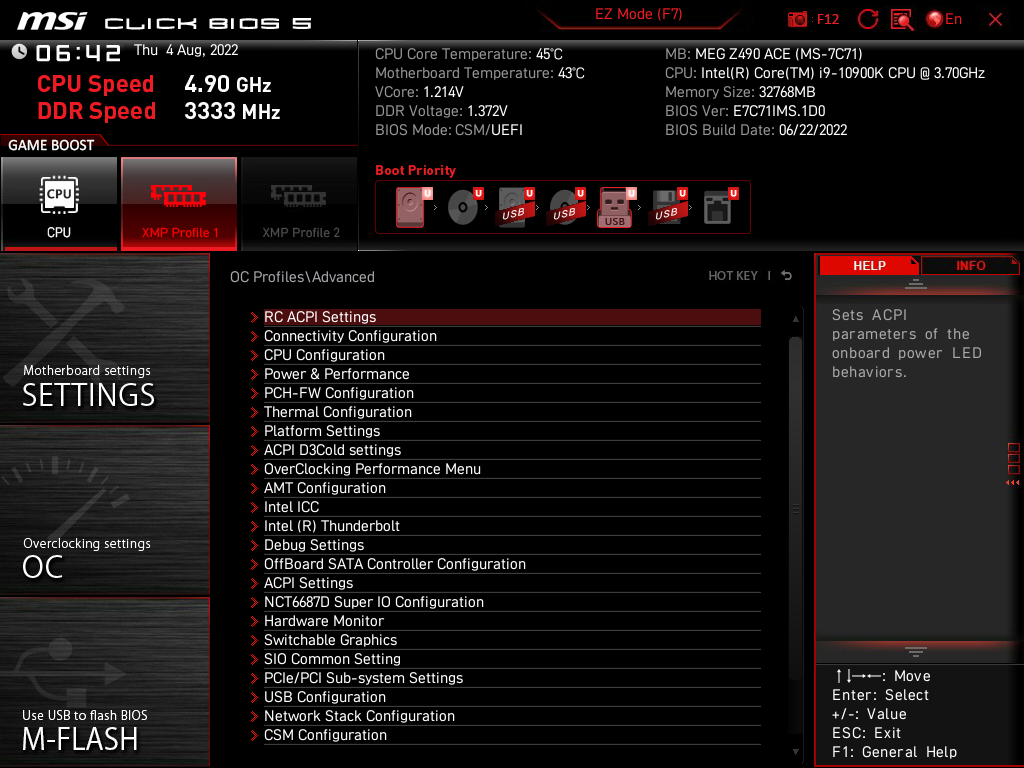 msi CLICK BIOS 5
EZ Mode (F7)
F12
En
06:42 Thu 4 Aug, 2022
CPU Speed 4.90 GHz
DDR Speed 3333 MHz
CPU Core Temperature: 45°C
Motherboard Temperature: 43°C
VCore: 1.214V
DDR Voltage: 1.372V
BIOS Mode: CSM/UEFI
MB: MEG Z490 ACE (MS-7C71)
CPU: Intel(R) Core(TM) i9-10900K CPU @ 3.70GHz
Memory Size: 32768MB
BIOS Ver: E7C71IMS.1D0
BIOS Build Date: 06/22/2022
GAME BOOST
CPU
CPU
XMP Profile 1
XMP Profile 2
Boot Priority
U U U U U U U
USB USB USB USB
Motherboard settings
SETTINGS
Overclocking settings
OC
Use USB to flash BIOS
M-FLASH
OC Profiles\Advanced
HOT KEY |
RC ACPI Settings
Connectivity Configuration
CPU Configuration
Power & Performance
PCH-FW Configuration
Thermal Configuration
Platform Settings
ACPI D3Cold settings
OverClocking Performance Menu
AMT Configuration
Intel ICC
Intel (R) Thunderbolt
Debug Settings
OffBoard SATA Controller Configuration
ACPI Settings
NCT6687D Super IO Configuration
Hardware Monitor
Switchable Graphics
SIO Common Setting
PCIe/PCI Sub-system Settings
USB Configuration
Network Stack Configuration
CSM Configuration
HELP
INFO
Sets ACPI
parameters of the
onboard power LED
behaviors.
↑↓→←: Move
Enter: Select
+/-: Value
ESC: Exit
F1: General Help